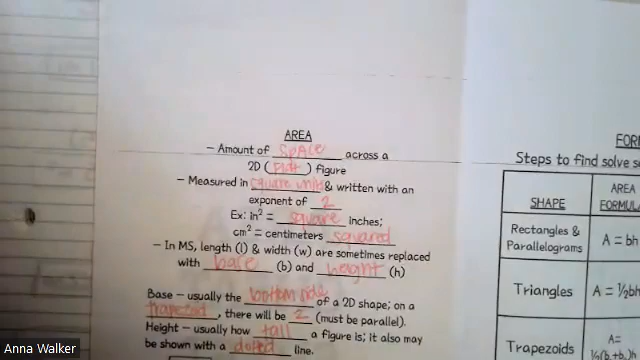 AREA
- Amount of space across a
2D (flat) figure
- Measured in square units & written with an
exponent of 2
Ex: in² = square inches;
cm² = centimeters squared
- In MS, length (l) & width (w) are sometimes replaced
with base (b) and height (h)
Base - usually the bottom side of a 2D shape; on a
trapezoid, there will be 2 (must be parallel).
Height - usually how tall a figure is; it also may
be shown with a dotted line.
FOR
Steps to find solve s
SHAPE
AREA
FORMULA
Rectangles &
Parallelograms
A = bh
Triangles
A = ½bh
Trapezoids
A=
Anna Walker